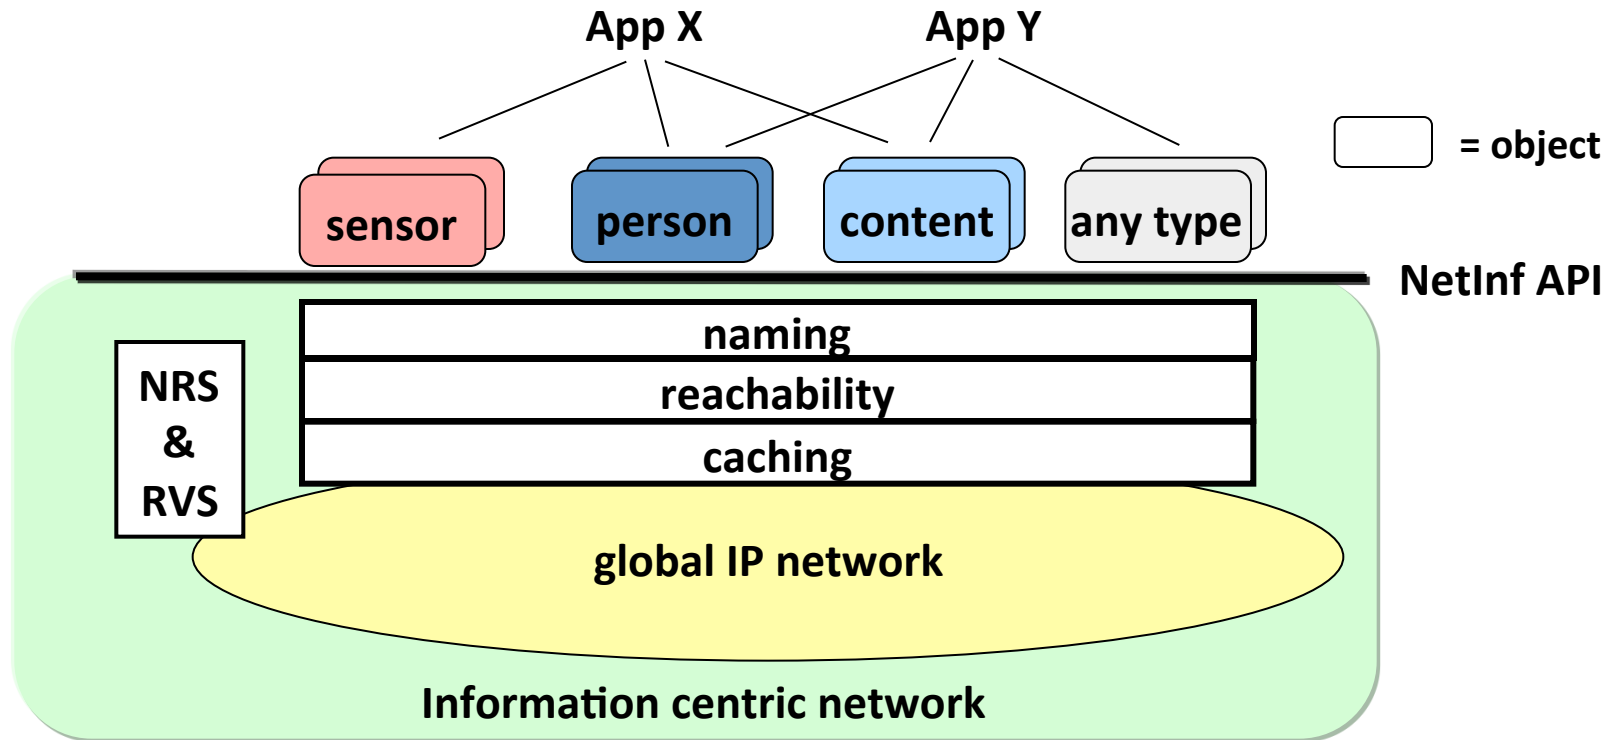 App X App Y
= object
sensor person content any type
NetInf API
naming
NRS
reachability
&
caching
RVS
global IP network
Information centric network